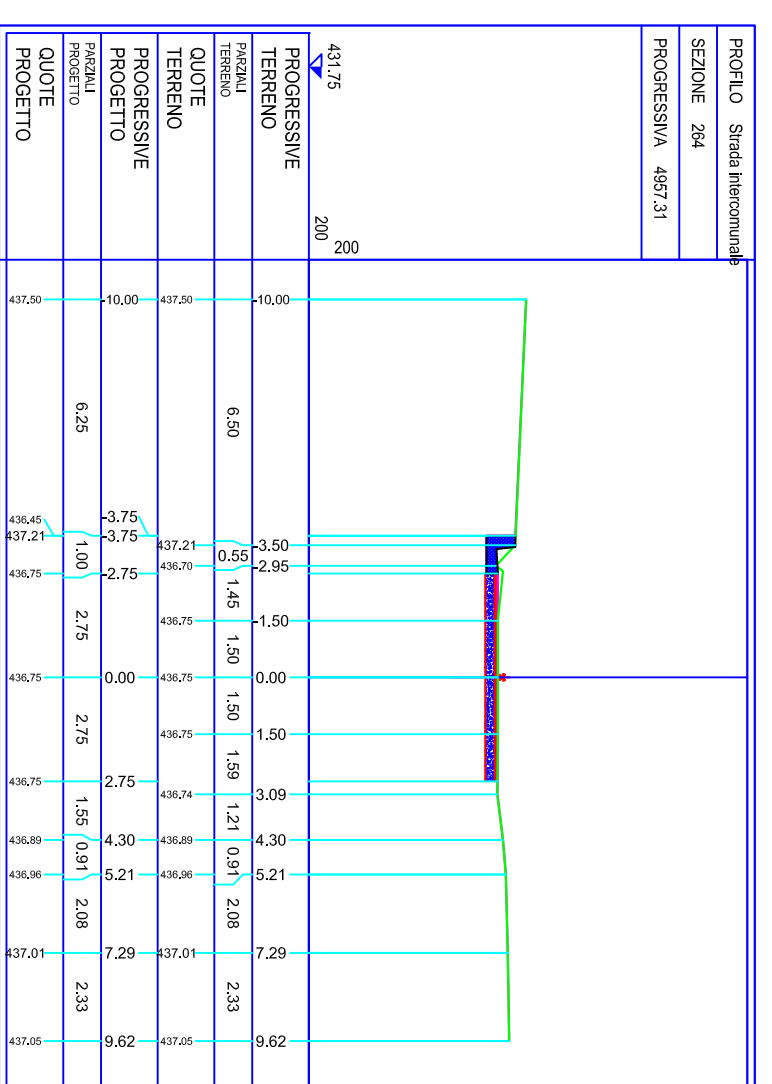 PROFILO Strada intercomunale
SEZIONE 264
PROGRESSIVA 4957.31
200
200
431.75
PROGRESSIVE
TERRENO
-10.00 -3.50 -2.95 -1.50 0.00 1.50 3.09 4.30 5.21 7.29 9.62
PARZIALI
TERRENO
6.50 0.55 1.45 1.50 1.50 1.59 1.21 0.91 2.08 2.33
QUOTE
TERRENO
437.50 437.21 436.70 436.75 436.75 436.75 436.74 436.89 436.96 437.01 437.05
PROGRESSIVE
PROGETTO
-10.00 -3.75 -3.75 -2.75 0.00 2.75 4.30 5.21 7.29 9.62
PARZIALI
PROGETTO
6.25 1.00 2.75 2.75 1.55 0.91 2.08 2.33
QUOTE
PROGETTO
437.50 436.45 437.21 436.75 436.75 436.75 436.89 436.96 437.01 437.05